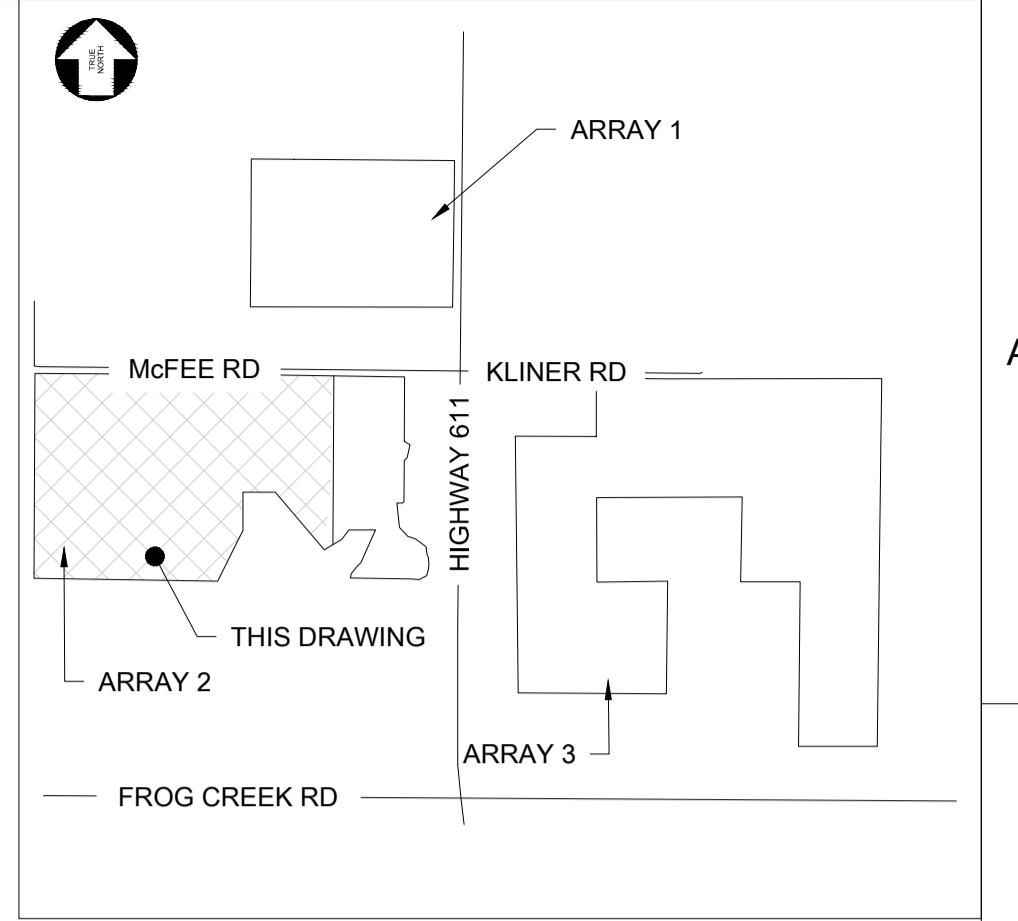 TRUE
NORTH
ARRAY 1
McFEE RD
KLINER RD
HIGHWAY 611
THIS DRAWING
ARRAY 2
ARRAY 3
FROG CREEK RD
A